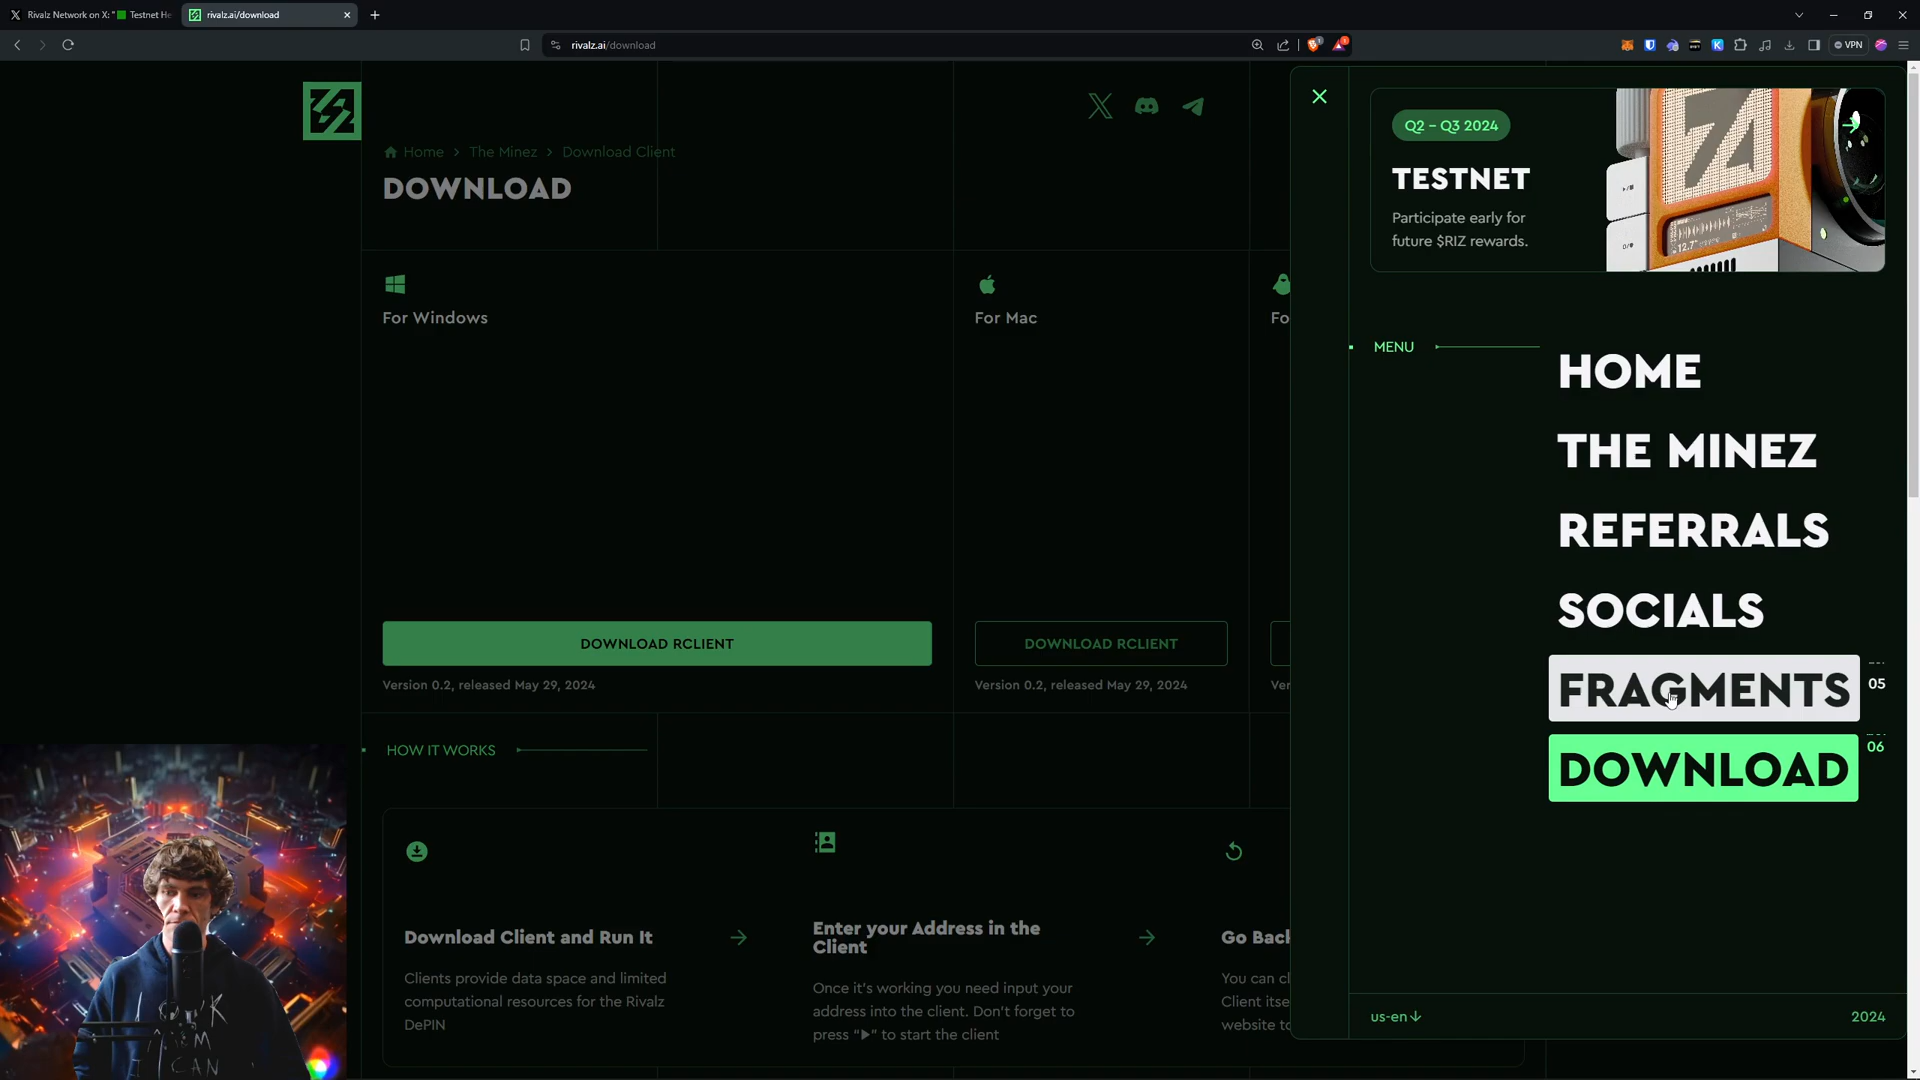 Rivalz Network on X: "🟩 Testnet He
rivalz.ai/download
rivalz.ai/download
VPN
Home > The Minez > Download Client
DOWNLOAD
For Windows
For Mac
Fo
DOWNLOAD RCLIENT
DOWNLOAD RCLIENT
Version 0.2, released May 29, 2024
Version 0.2, released May 29, 2024
Ver
HOW IT WORKS
Download Client and Run It
Clients provide data space and limited
computational resources for the Rivalz
DePIN
Enter your Address in the
Client
Once it's working you need input your
address into the client. Don't forget to
press "▶" to start the client
Go Back
You can cl
Client itse
website to
Q2 – Q3 2024
TESTNET
Participate early for
future $RIZ rewards.
MENU
HOME
THE MINEZ
REFERRALS
SOCIALS
FRAGMENTS
05
DOWNLOAD
06
us-en↓
2024